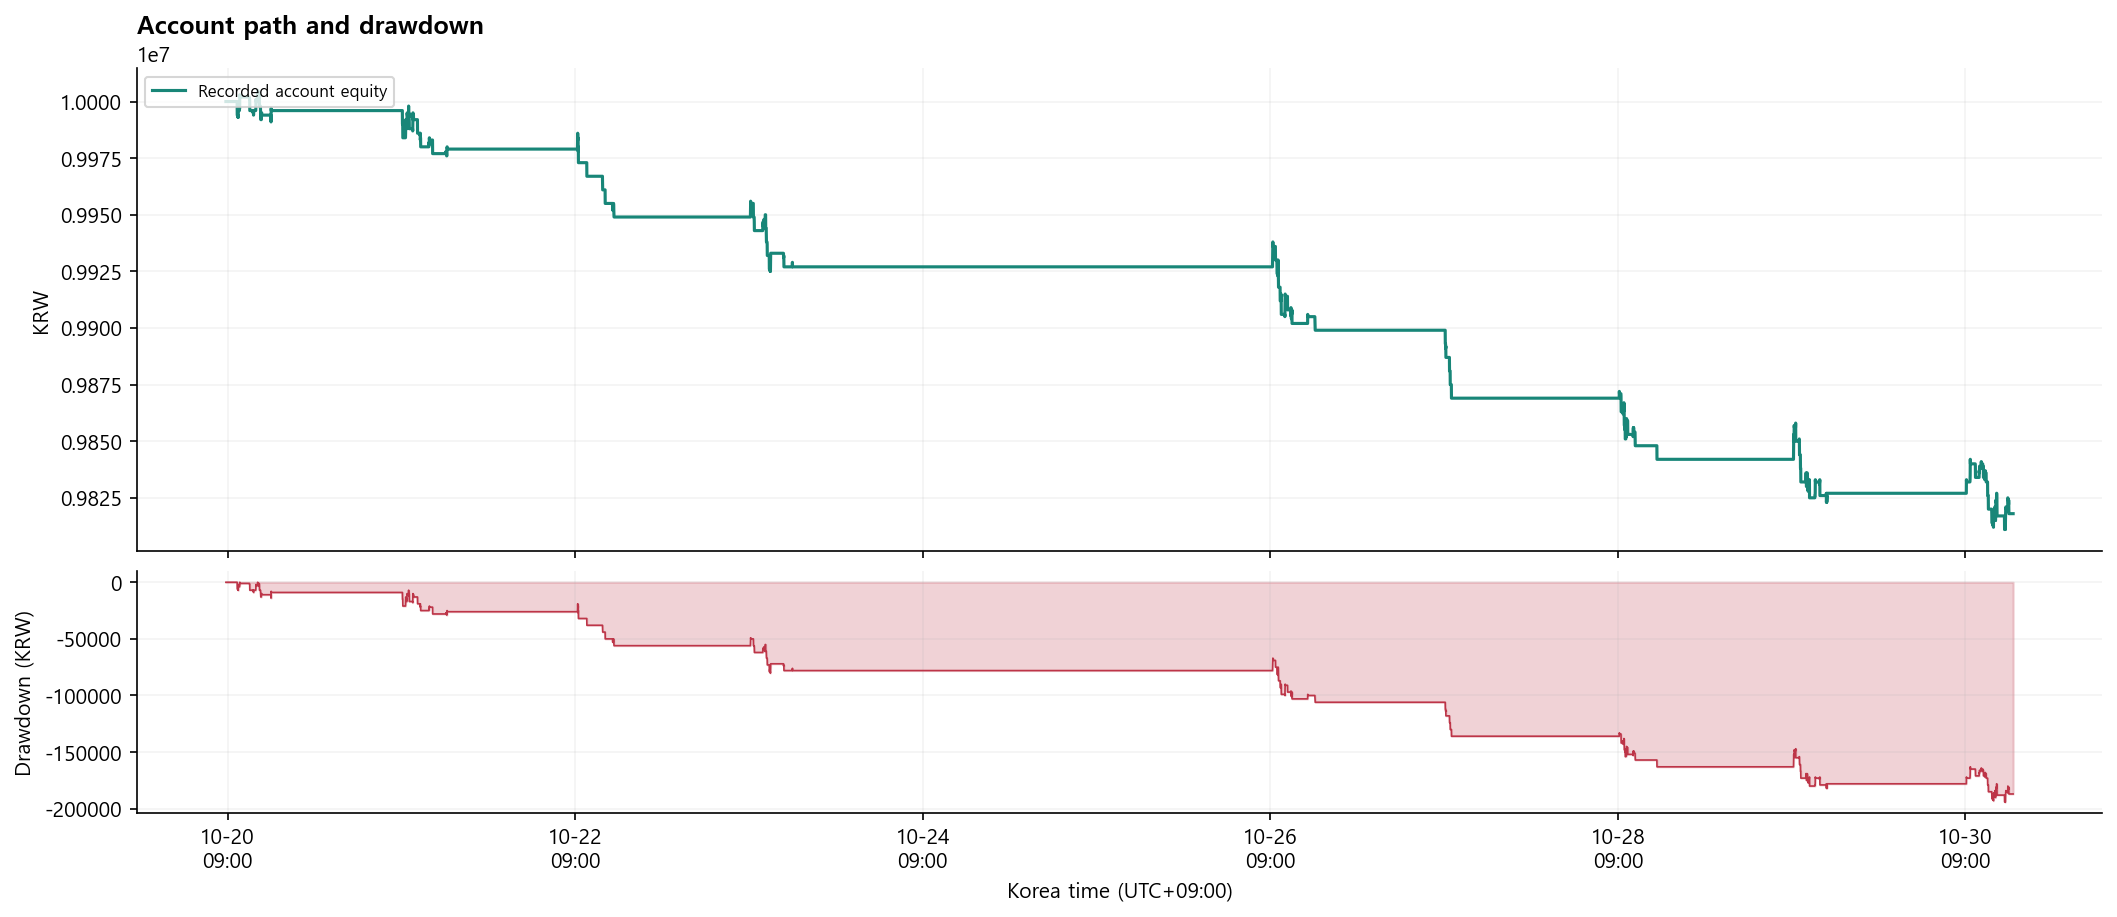 Account path and drawdown
1e7
Recorded account equity
1.0000
0.9975
0.9950
0.9925
0.9900
0.9875
0.9850
0.9825
KRW
0
-50000
-100000
-150000
-200000
Drawdown (KRW)
10-20 10-22 10-24 10-26 10-28 10-30
09:00 09:00 09:00 09:00 09:00 09:00
Korea time (UTC+09:00)